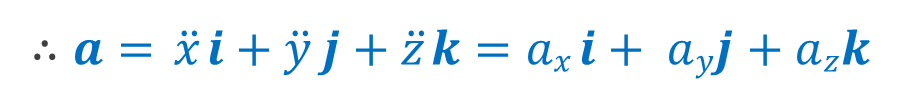 ∴ a = ẍ i + ÿ j + z̈ k = aₓ i + a_y j + a_z k